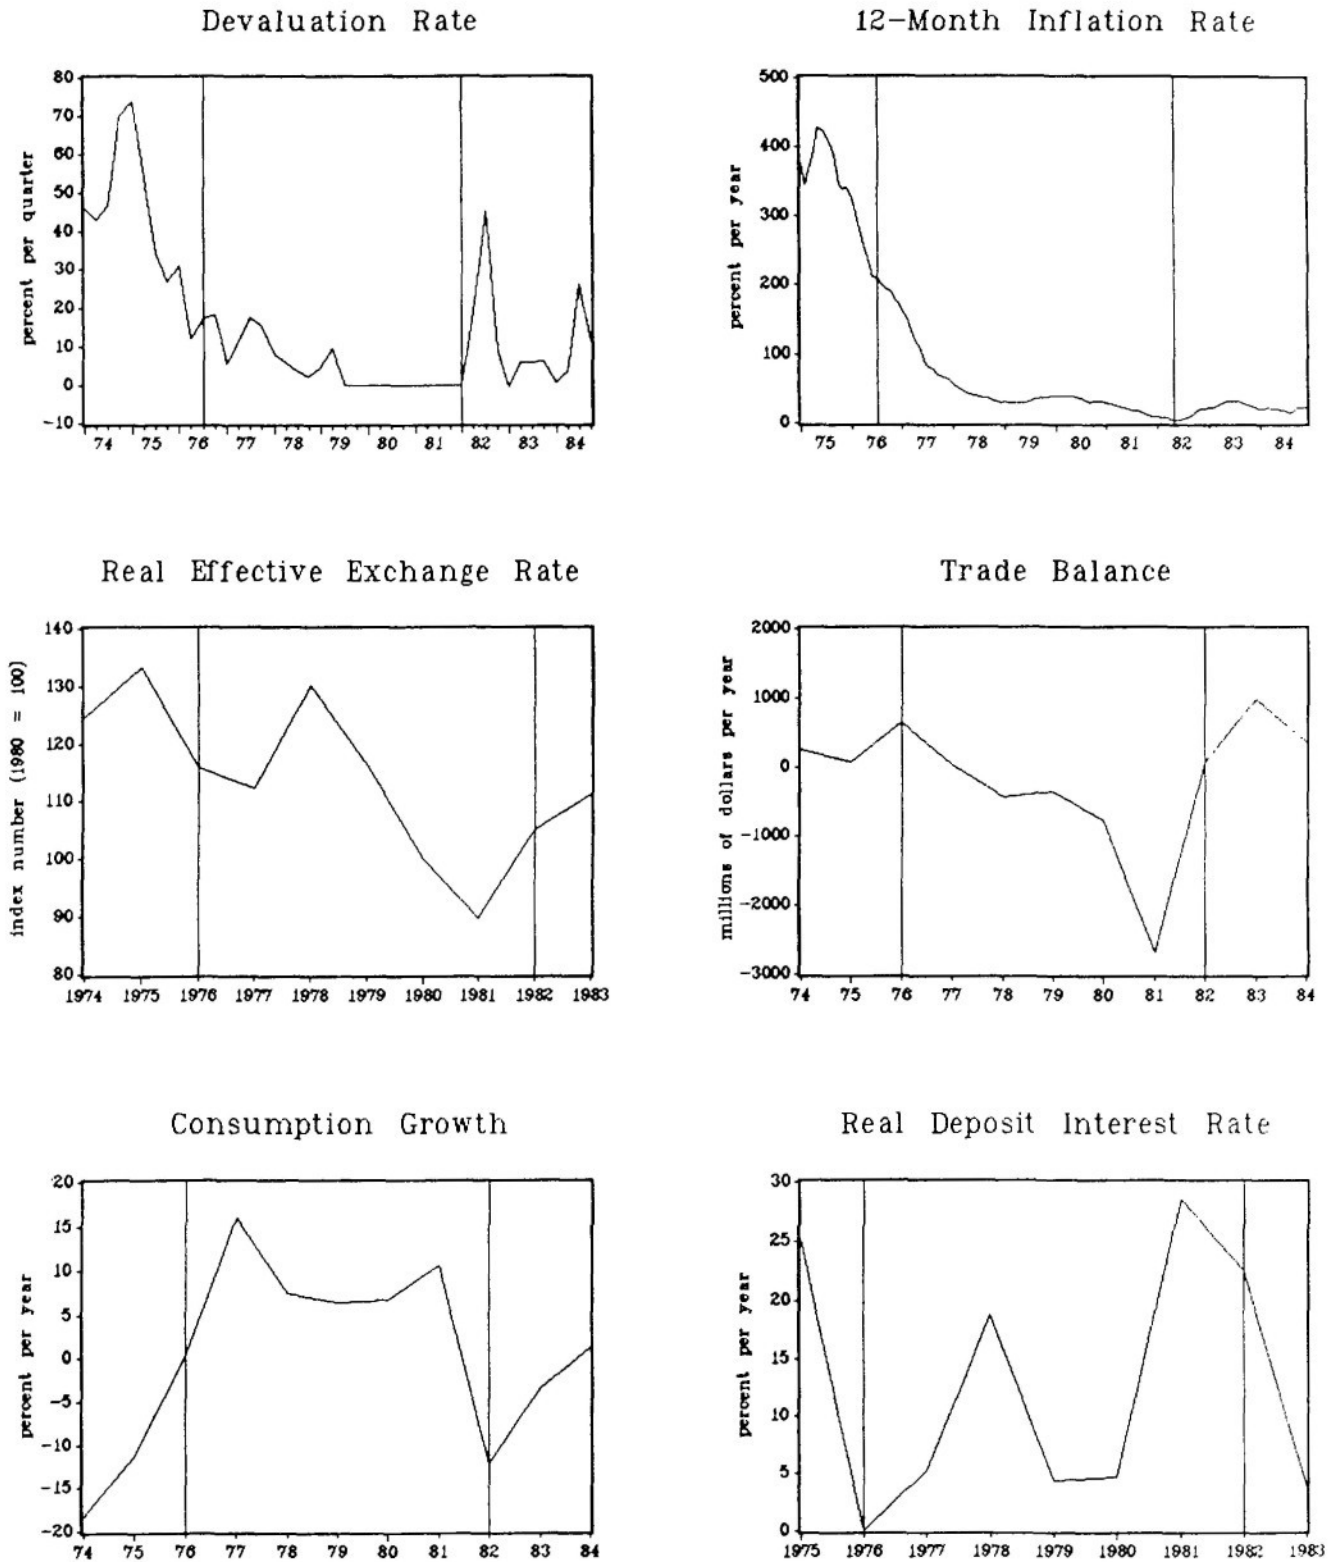 Devaluation Rate
percent per quarter
80
70
60
50
40
30
20
10
0
-10
74 75 76 77 78 79 80 81 82 83 84
12-Month Inflation Rate
percent per year
500
400
300
200
100
0
75 76 77 78 79 80 81 82 83 84
Real Effective Exchange Rate
index number (1980 = 100)
140
130
120
110
100
90
80
1974 1975 1976 1977 1978 1979 1980 1981 1982 1983
Trade Balance
millions of dollars per year
2000
1000
0
-1000
-2000
-3000
74 75 76 77 78 79 80 81 82 83 84
Consumption Growth
percent per year
20
15
10
5
0
-5
-10
-15
-20
74 75 76 77 78 79 80 81 82 83 84
Real Deposit Interest Rate
percent per year
30
25
20
15
10
5
0
1975 1976 1977 1978 1979 1980 1981 1982 1983